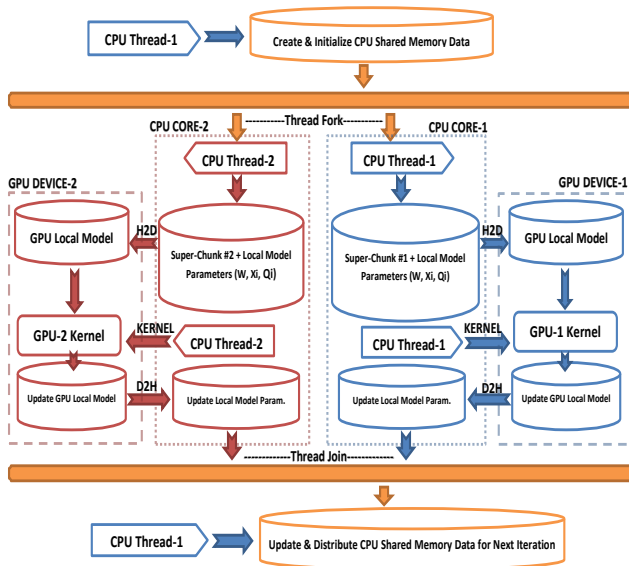 CPU Thread-1
Create & Initialize CPU Shared Memory Data
----------Thread Fork----------
CPU CORE-2
CPU CORE-1
CPU Thread-2
CPU Thread-1
GPU DEVICE-2
GPU DEVICE-1
GPU Local Model
H2D
Super-Chunk #2 + Local Model
Parameters (W, Xi, Qi)
Super-Chunk #1 + Local Model
Parameters (W, Xi, Qi)
H2D
GPU Local Model
GPU-2 Kernel
KERNEL
CPU Thread-2
CPU Thread-1
KERNEL
GPU-1 Kernel
Update GPU Local Model
D2H
Update Local Model Param.
Update Local Model Param.
D2H
Update GPU Local Model
----------Thread Join-----------
CPU Thread-1
Update & Distribute CPU Shared Memory Data for Next Iteration